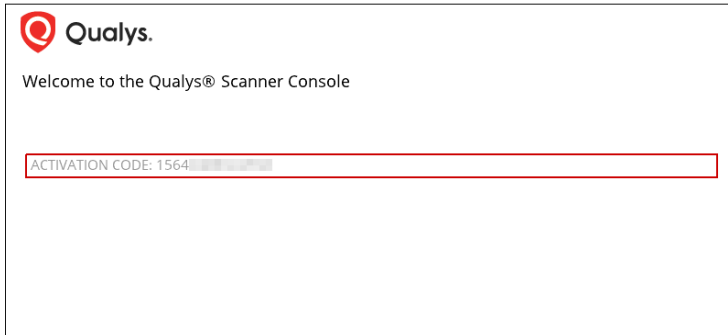 Qualys.
Welcome to the Qualys® Scanner Console
ACTIVATION CODE: 1564